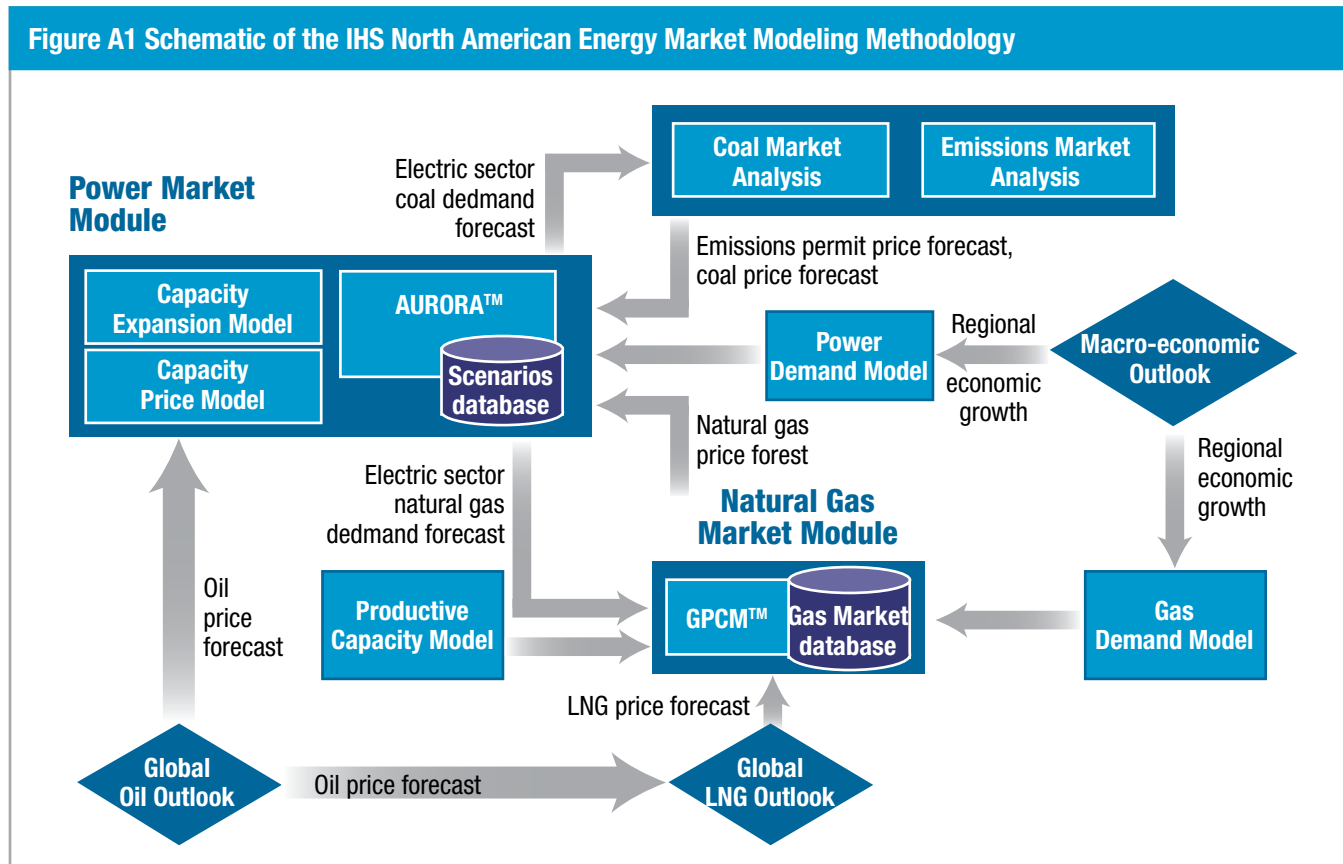 Figure A1 Schematic of the IHS North American Energy Market Modeling Methodology
Coal Market
Analysis
Emissions Market
Analysis
Electric sector
coal dedmand
forecast
Power Market
Module
Emissions permit price forecast,
coal price forecast
Capacity
Expansion Model
AURORA™
Capacity
Price Model
Scenarios
database
Power
Demand Model
Regional
economic
growth
Macro-economic
Outlook
Natural gas
price forest
Regional
economic
growth
Electric sector
natural gas
dedmand forecast
Natural Gas
Market Module
Oil
price
forecast
Productive
Capacity Model
GPCM™
Gas Market
database
Gas
Demand Model
LNG price forecast
Global
Oil Outlook
Oil price forecast
Global
LNG Outlook